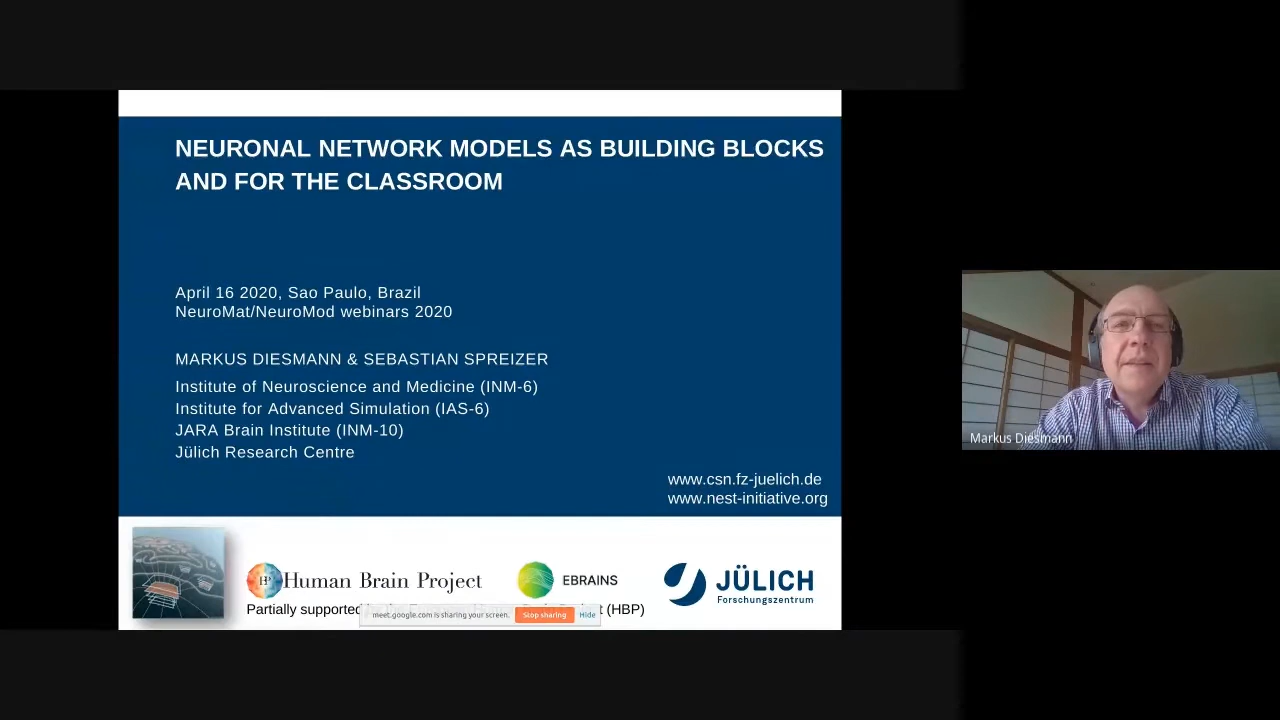 NEURONAL NETWORK MODELS AS BUILDING BLOCKS
AND FOR THE CLASSROOM
April 16 2020, Sao Paulo, Brazil
NeuroMat/NeuroMod webinars 2020
MARKUS DIESMANN & SEBASTIAN SPREIZER
Institute of Neuroscience and Medicine (INM-6)
Institute for Advanced Simulation (IAS-6)
JARA Brain Institute (INM-10)
Jülich Research Centre
www.csn.fz-juelich.de
www.nest-initiative.org
HP Human Brain Project
EBRAINS
JÜLICH
Forschungszentrum
Partially supported (HBP)
meet.google.com is sharing your screen. Stop sharing Hide
Markus Diesmann